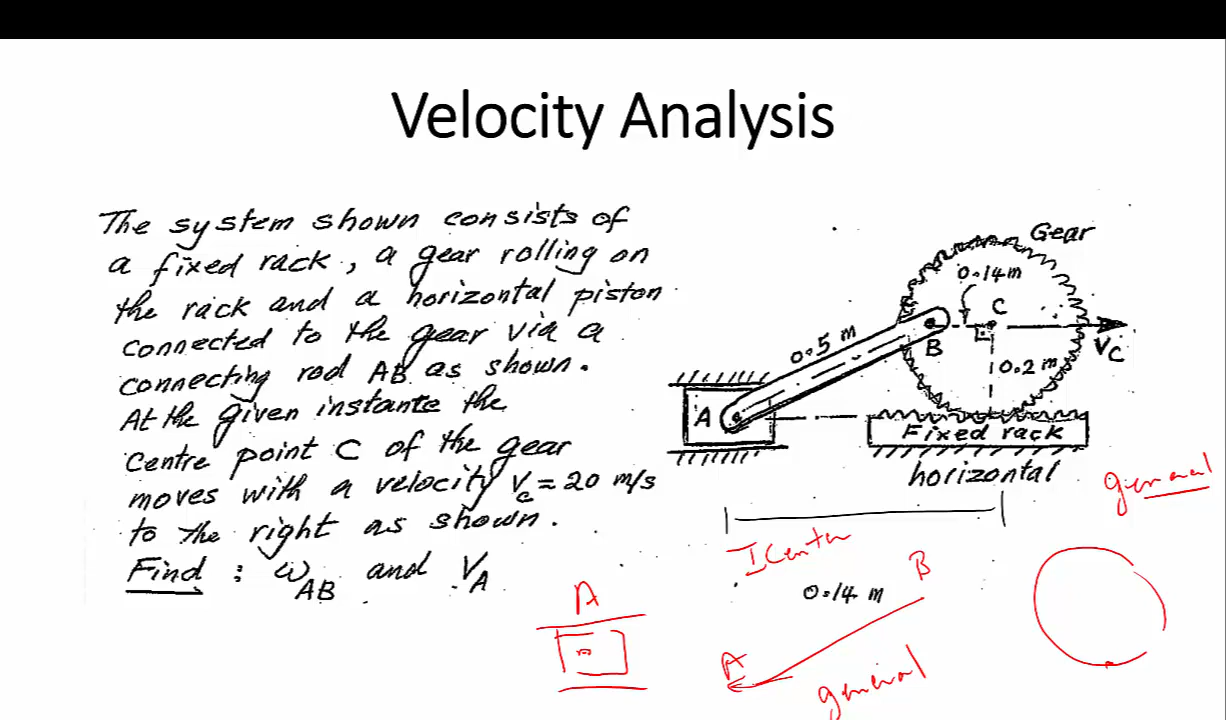 Velocity Analysis
The system shown consists of
a fixed rack, a gear rolling on
the rack and a horizontal piston
connected to the gear via a
connecting rod AB as shown.
At the given instante the
centre point C of the gear
moves with a velocity Vc = 20 m/s
to the right as shown.
Find : ωAB and VA
Gear
0.14 m
C
0.5 m
B
VC
0.2 m
A
Fixed rack
horizontal
general
I Center
0.14 m
A
B
A
general